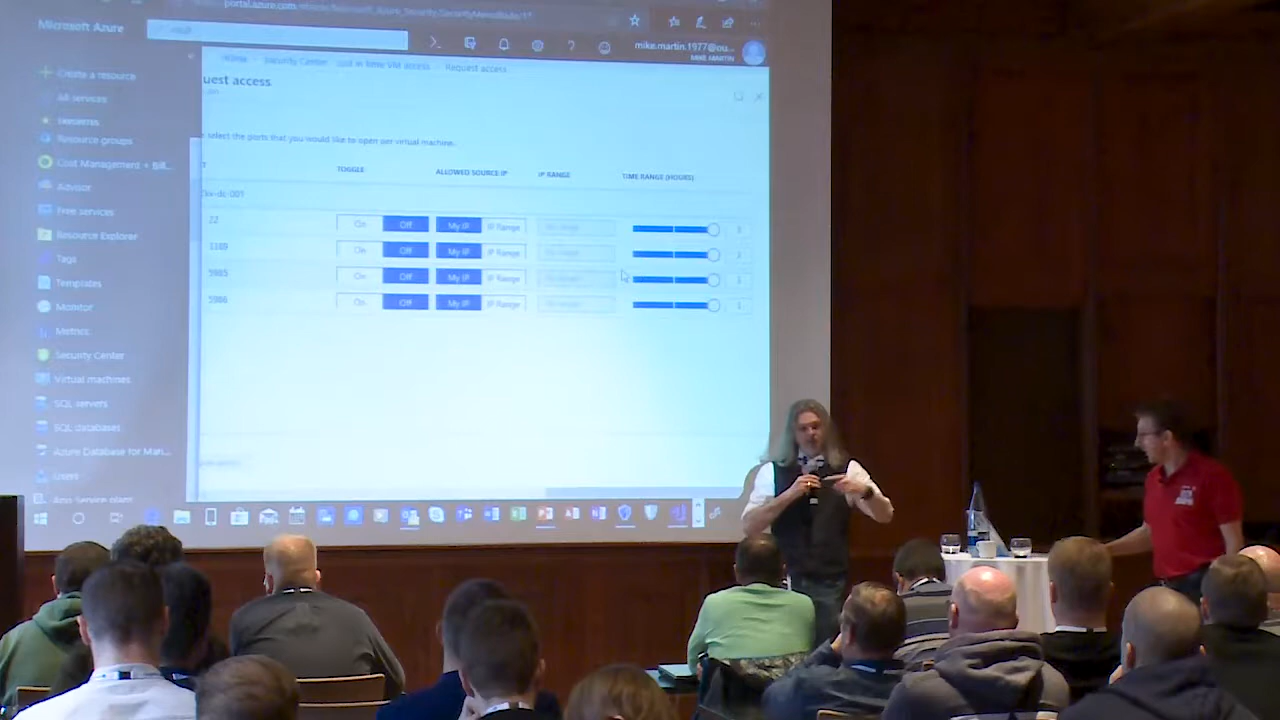 portal.azure.com
Microsoft Azure
mike.martin.1977@ou...
MIKE MARTIN
Home
Security Center
Just in time VM access
Request access
uest access
Create a resource
All services
Resource groups
Cost Management + Bill...
Advisor
Free services
Resource Explorer
Tags
Templates
Monitor
Metrics
Security Center
Virtual machines
SQL servers
SQL databases
Azure Database for Man...
Users
App Service plans
select the ports that you would like to open per virtual machine.
TOGGLE ALLOWED SOURCE IP IP RANGE TIME RANGE (HOURS)
22 On Off My IP IP Range
On Off My IP IP Range
5985 On Off My IP IP Range
5986 On Off My IP IP Range